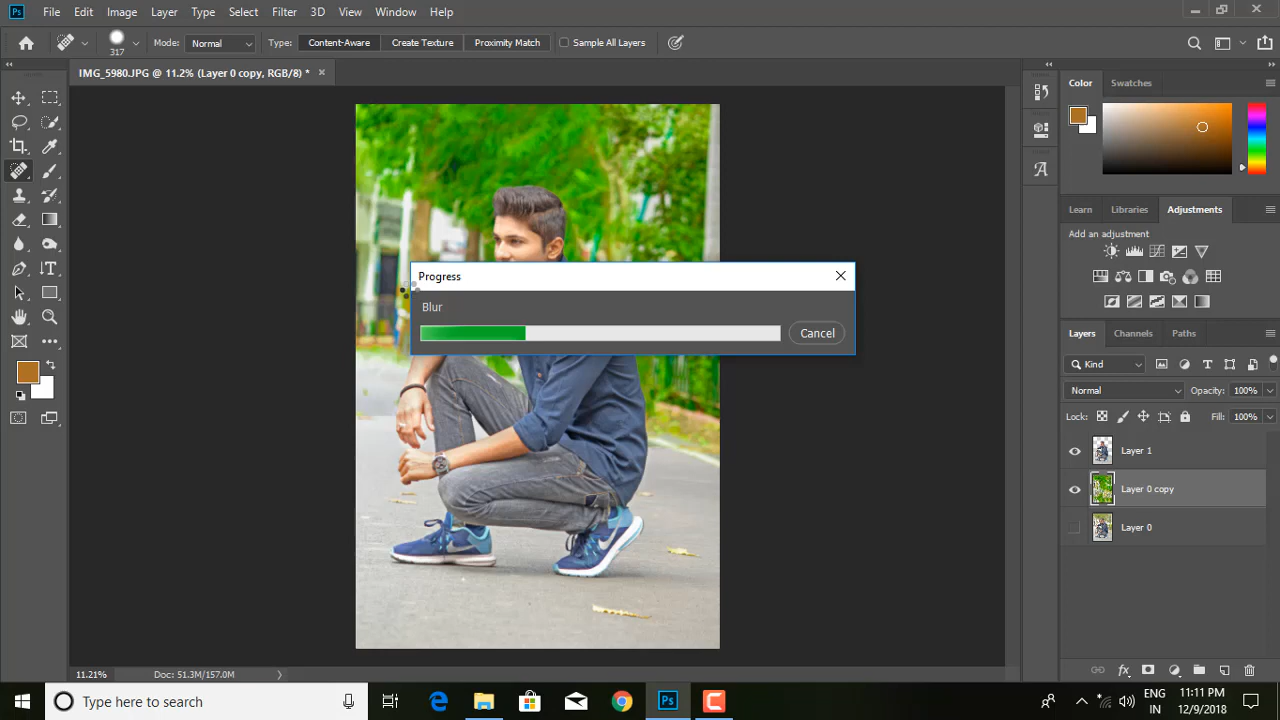 Ps File Edit Image Layer Type Select Filter 3D View Window Help
317 Mode: Normal Type: Content-Aware Create Texture Proximity Match Sample All Layers
IMG_5980.JPG @ 11.2% (Layer 0 copy, RGB/8) *
Color Swatches
Learn Libraries Adjustments
Add an adjustment
Progress
Blur
Cancel
Layers Channels Paths
Kind
Normal Opacity: 100%
Lock: Fill: 100%
Layer 1
Layer 0 copy
Layer 0
11.21% Doc: 51.3M/157.0M
Type here to search
Ps
ENG
IN
11:11 PM
12/9/2018